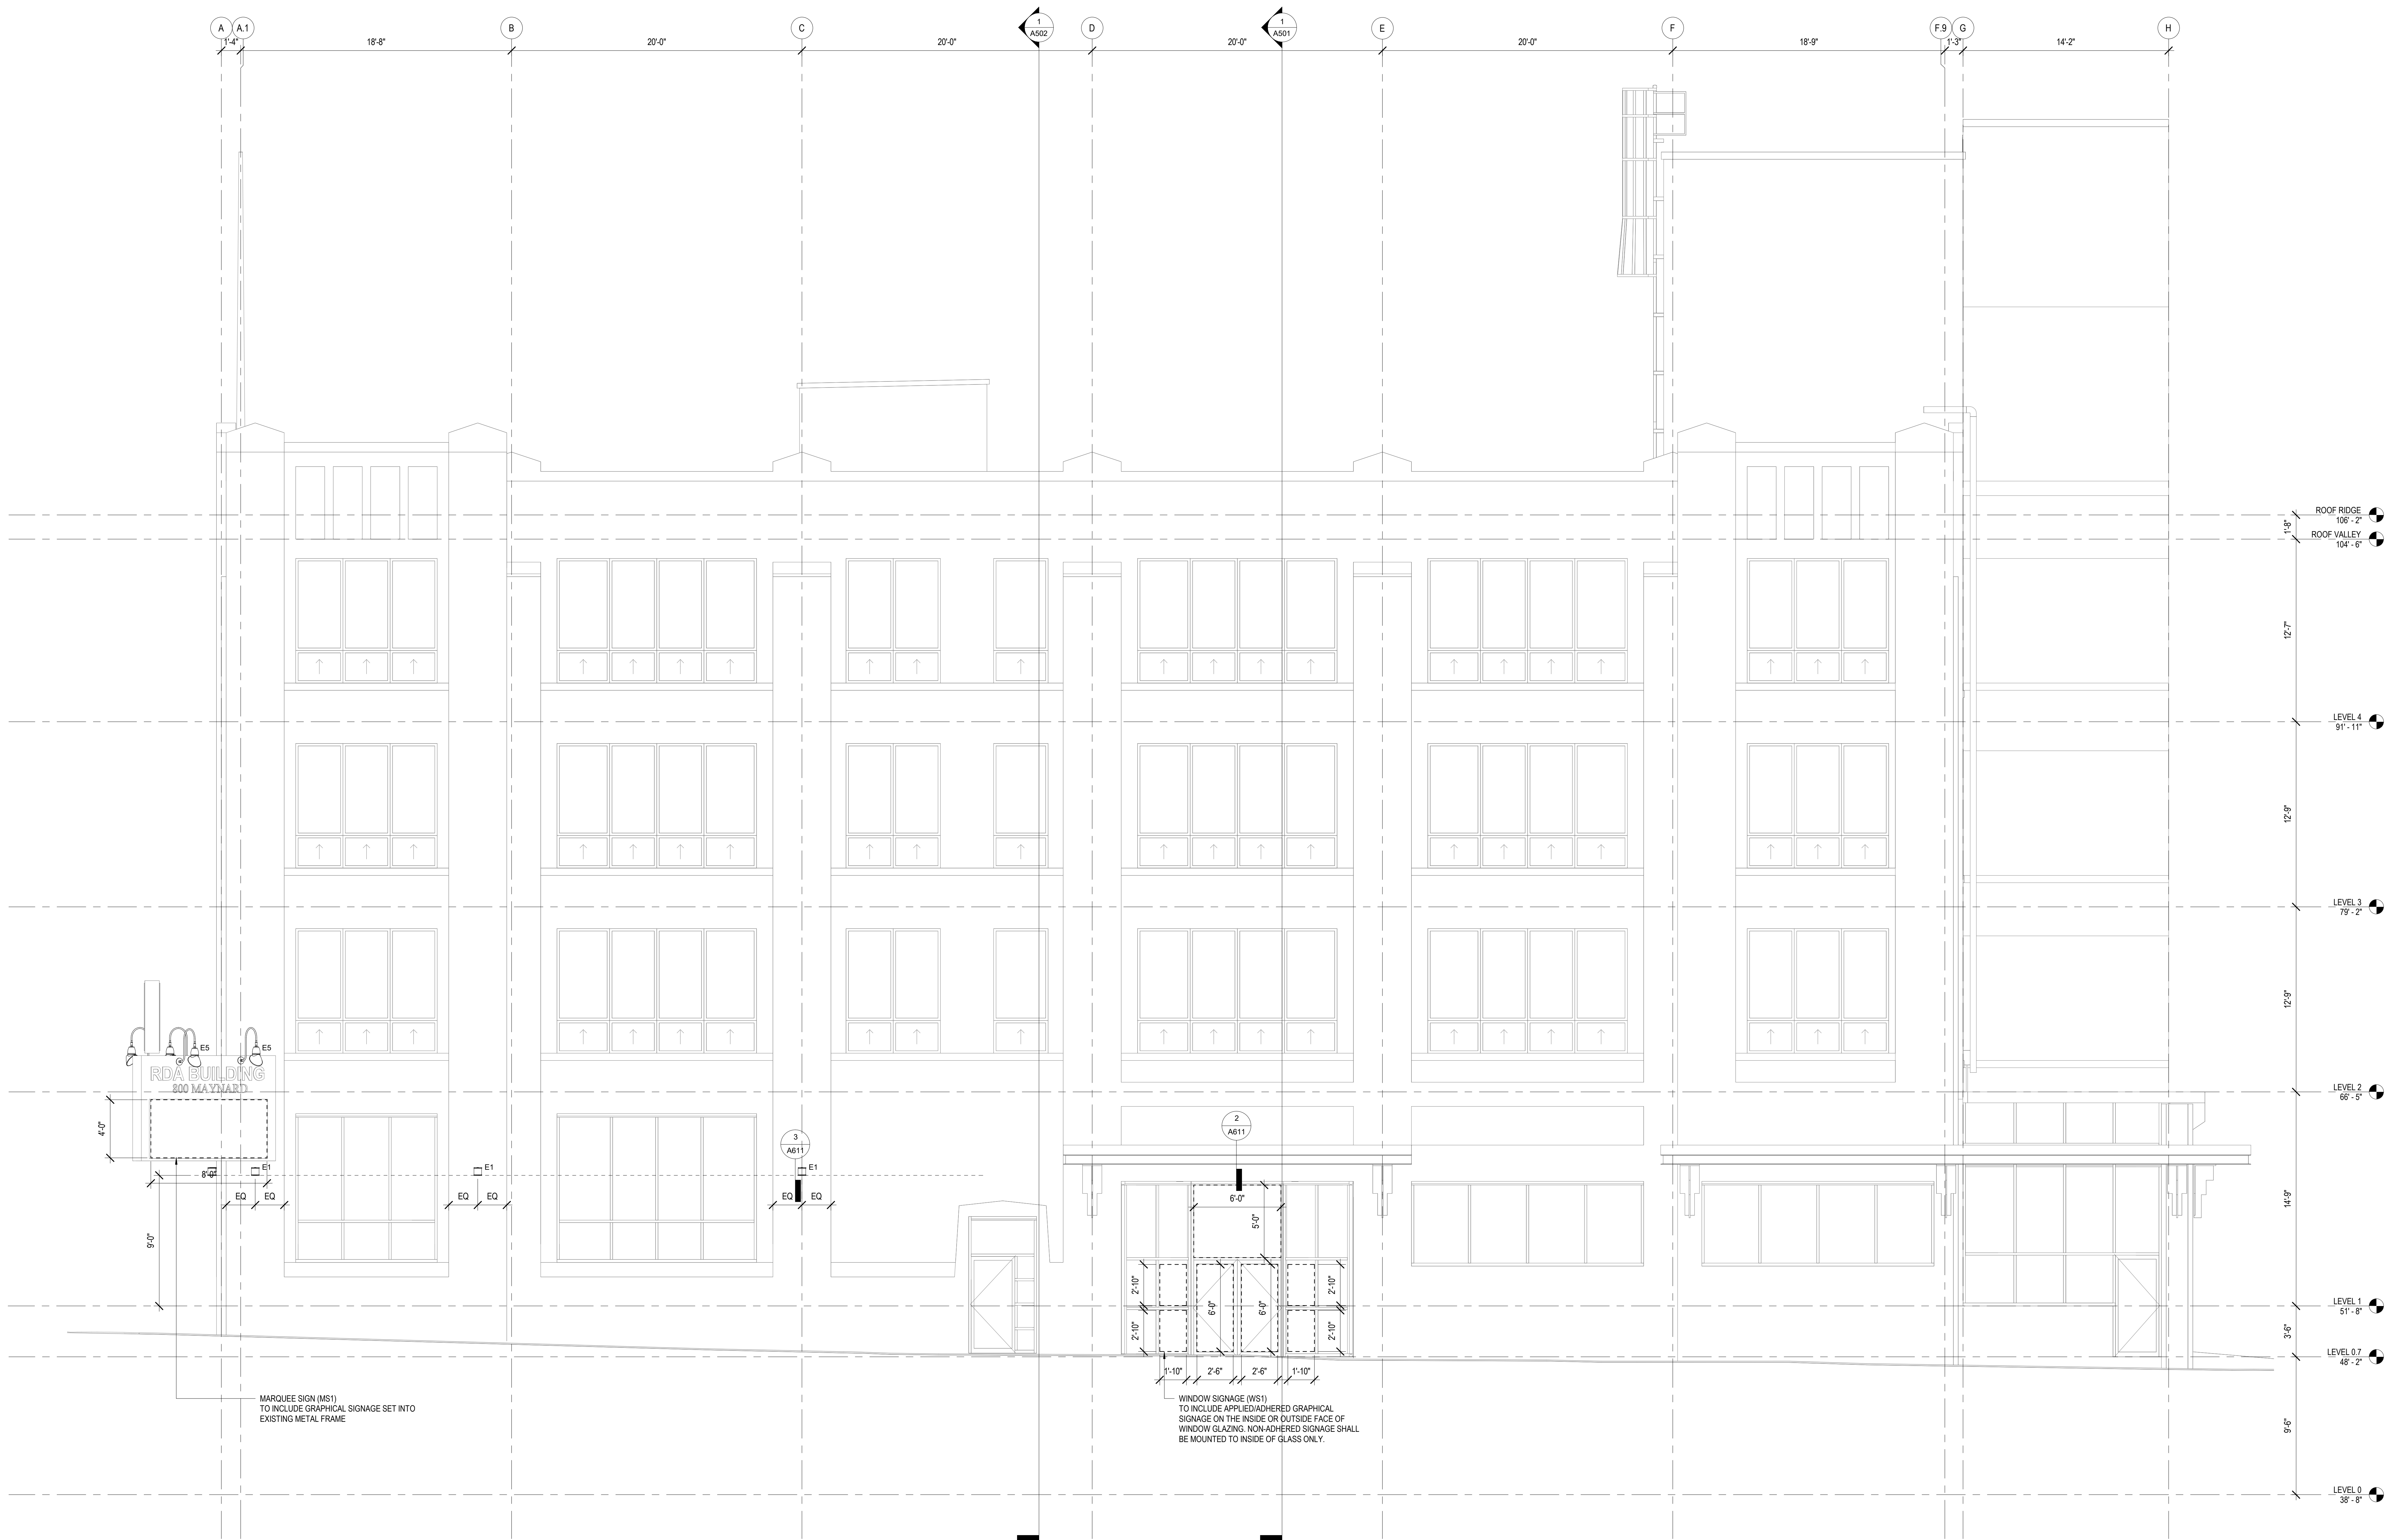 A
A.1
B
C
1
A502
D
1
A501
E
F
F.9
G
H
1'-4"
18'-8"
20'-0"
20'-0"
20'-0"
20'-0"
18'-9"
1'-3"
14'-2"
ROOF RIDGE
106' - 2"
1'-8"
ROOF VALLEY
104' - 6"
12'-7"
LEVEL 4
91' - 11"
12'-9"
LEVEL 3
79' - 2"
12'-9"
E5
E5
RDA BUILDING
800 MAYNARD
LEVEL 2
66' - 5"
4'-0"
2
A611
3
A611
8'-0"
E1
E1
E1
EQ
EQ
EQ
EQ
EQ
EQ
6'-0"
5'-0"
14'-9"
9'-0"
2'-10"
2'-10"
6'-0"
6'-0"
LEVEL 1
51' - 8"
2'-10"
2'-10"
3'-6"
LEVEL 0.7
48' - 2"
1'-10"
2'-6"
2'-6"
1'-10"
MARQUEE SIGN (MS1)
TO INCLUDE GRAPHICAL SIGNAGE SET INTO
EXISTING METAL FRAME
WINDOW SIGNAGE (WS1)
TO INCLUDE APPLIED/ADHERED GRAPHICAL
SIGNAGE ON THE INSIDE OR OUTSIDE FACE OF
WINDOW GLAZING. NON-ADHERED SIGNAGE SHALL
BE MOUNTED TO INSIDE OF GLASS ONLY.
9'-6"
LEVEL 0
38' - 8"